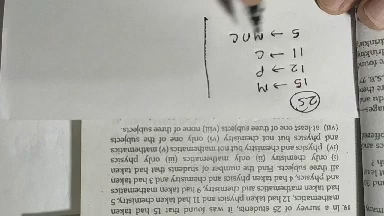 In a survey of 25 students, it was found that 15 had taken
mathematics, 12 had taken physics and 11 had taken chemistry, 5
had taken mathematics and chemistry, 9 had taken mathematics
and physics, 4 had taken physics and chemistry and 3 had taken
all three subjects. Find the number of students that had taken
(i) only chemistry (ii) only mathematics (iii) only physics
(iv) physics and chemistry but not mathematics (v) mathematics
and physics but not chemistry (vi) only one of the subjects
(vii) at least one of three subjects (viii) none of three subjects.
25
15 → M
12 → P
11 → C
5 → M∩C